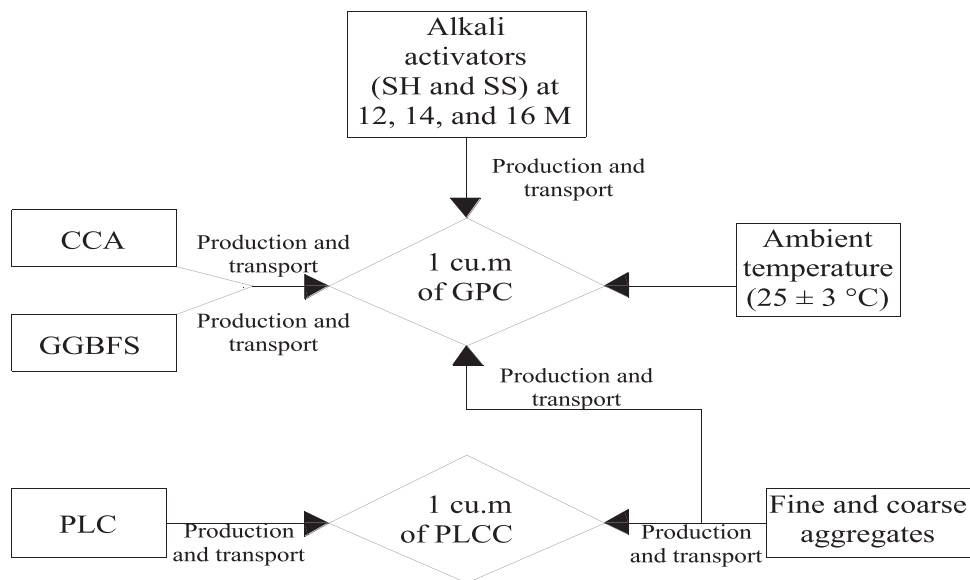 Alkali
activators
(SH and SS) at
12, 14, and 16 M
Production and
transport
CCA
Production and
transport
1 cu.m
of GPC
Ambient
temperature
(25 ± 3 °C)
GGBFS
Production and
transport
Production and
transport
PLC
Production
and transport
1 cu.m
of PLCC
Production
and transport
Fine and coarse
aggregates